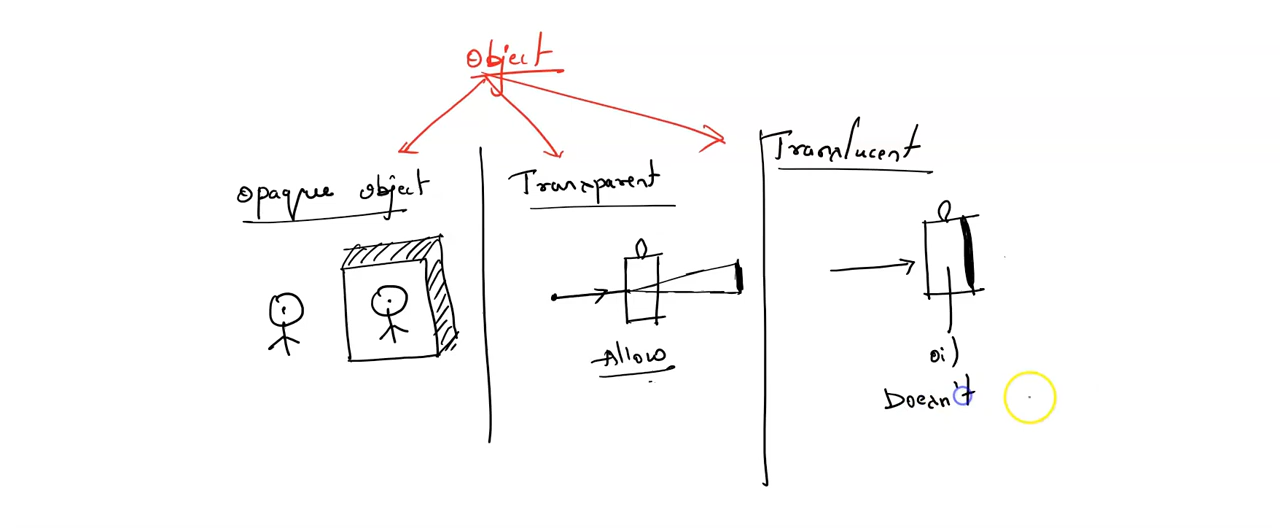 Object
Opaque Object
Transparent
Allow
Translucent
Oil
Doesn't